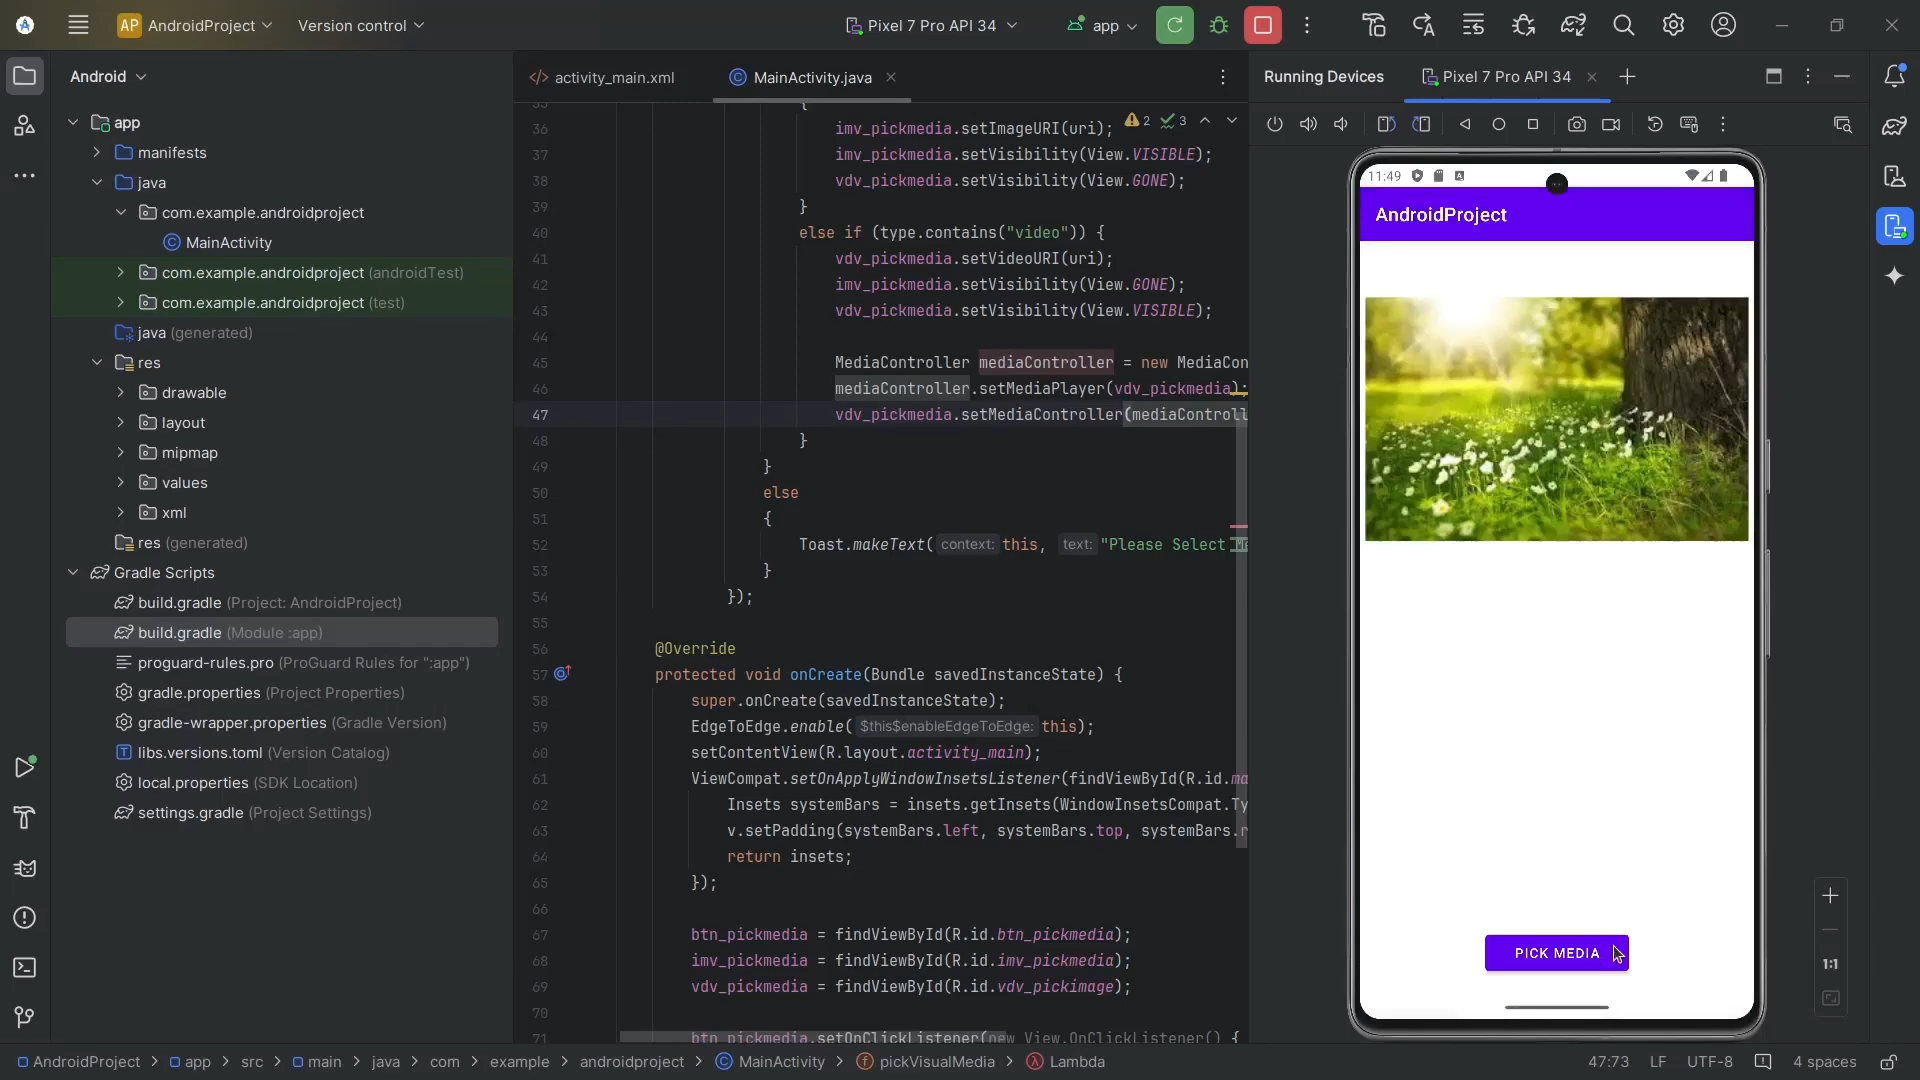 AP AndroidProject Version control Pixel 7 Pro API 34 app
Android
app
manifests
java
com.example.androidproject
MainActivity
com.example.androidproject (androidTest)
com.example.androidproject (test)
java (generated)
res
drawable
layout
mipmap
values
xml
res (generated)
Gradle Scripts
build.gradle (Project: AndroidProject)
build.gradle (Module :app)
proguard-rules.pro (ProGuard Rules for ":app")
gradle.properties (Project Properties)
gradle-wrapper.properties (Gradle Version)
libs.versions.toml (Version Catalog)
local.properties (SDK Location)
settings.gradle (Project Settings)
activity_main.xml MainActivity.java
2 3
35 {
36 imv_pickmedia.setImageURI(uri);
37 imv_pickmedia.setVisibility(View.VISIBLE);
38 vdv_pickmedia.setVisibility(View.GONE);
39 }
40 else if (type.contains("video")) {
41 vdv_pickmedia.setVideoURI(uri);
42 imv_pickmedia.setVisibility(View.GONE);
43 vdv_pickmedia.setVisibility(View.VISIBLE);
44
45 MediaController mediaController = new MediaCon
46 mediaController.setMediaPlayer(vdv_pickmedia);
47 vdv_pickmedia.setMediaController(mediaControll
48 }
49 }
50 else
51 {
52 Toast.makeText( context: this, text: "Please Select
53 }
54 });
55
56 @Override
57 protected void onCreate(Bundle savedInstanceState) {
58 super.onCreate(savedInstanceState);
59 EdgeToEdge.enable( $this$enableEdgeToEdge: this);
60 setContentView(R.layout.activity_main);
61 ViewCompat.setOnApplyWindowInsetsListener(findViewById(R.id.ma
62 Insets systemBars = insets.getInsets(WindowInsetsCompat.Ty
63 v.setPadding(systemBars.left, systemBars.top, systemBars.r
64 return insets;
65 });
66
67 btn_pickmedia = findViewById(R.id.btn_pickmedia);
68 imv_pickmedia = findViewById(R.id.imv_pickmedia);
69 vdv_pickmedia = findViewById(R.id.vdv_pickimage);
70
71 btn_pickmedia.setOnClickListener(new View.OnClickListener() {
Running Devices Pixel 7 Pro API 34
11:49
AndroidProject
PICK MEDIA
1:1
AndroidProject > app > src > main > java > com > example > androidproject > MainActivity > pickVisualMedia > Lambda
47:73 LF UTF-8 4 spaces